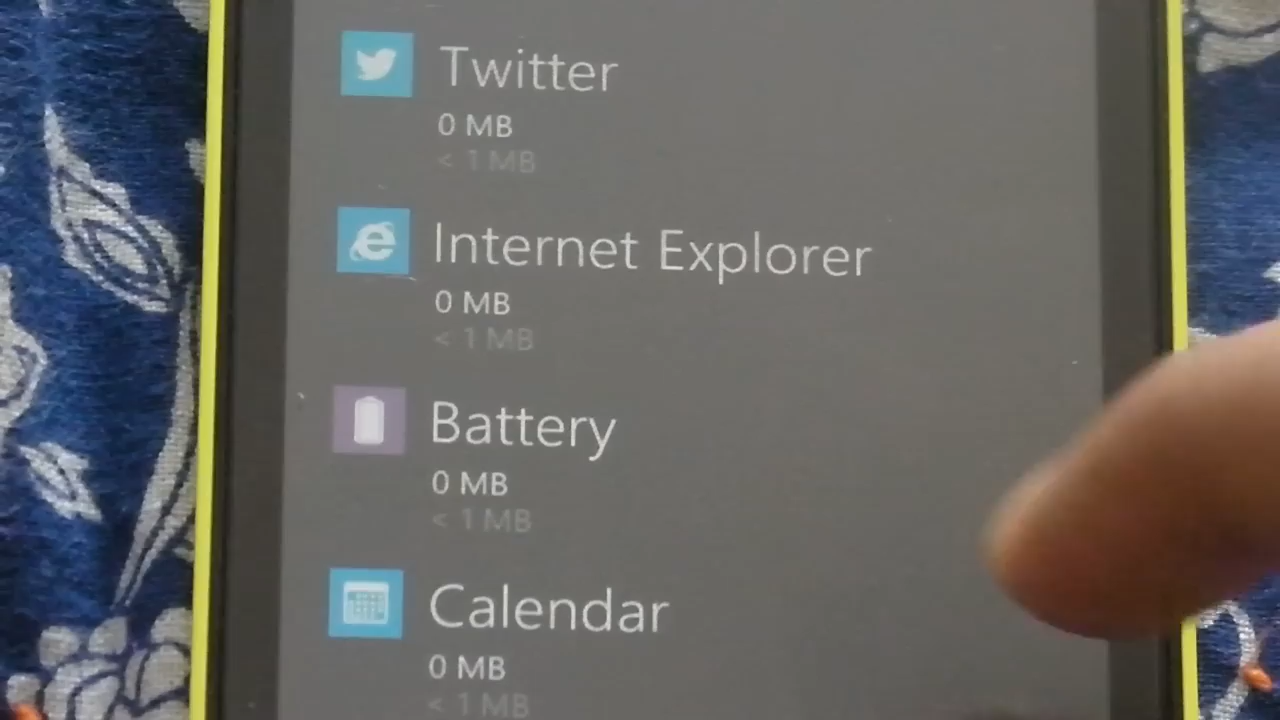 Twitter
0 MB
< 1 MB
Internet Explorer
0 MB
< 1 MB
Battery
0 MB
< 1 MB
Calendar
0 MB
< 1 MB